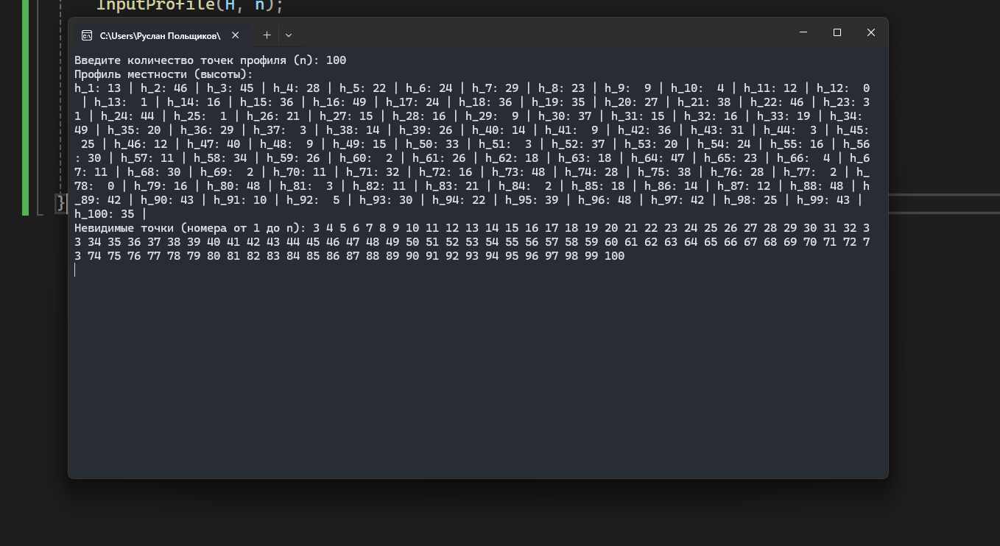 InputProfile(H, n);
C:\Users\Руслан Польщиков\
Введите количество точек профиля (n): 100
Профиль местности (высоты):
h_1: 13 | h_2: 46 | h_3: 45 | h_4: 28 | h_5: 22 | h_6: 24 | h_7: 29 | h_8: 23 | h_9:  9 | h_10:  4 | h_11: 12 | h_12:  0
 | h_13:  1 | h_14: 16 | h_15: 36 | h_16: 49 | h_17: 24 | h_18: 36 | h_19: 35 | h_20: 27 | h_21: 38 | h_22: 46 | h_23: 3
1 | h_24: 44 | h_25:  1 | h_26: 21 | h_27: 15 | h_28: 16 | h_29:  9 | h_30: 37 | h_31: 15 | h_32: 16 | h_33: 19 | h_34:
49 | h_35: 20 | h_36: 29 | h_37:  3 | h_38: 14 | h_39: 26 | h_40: 14 | h_41:  9 | h_42: 36 | h_43: 31 | h_44:  3 | h_45:
 25 | h_46: 12 | h_47: 40 | h_48:  9 | h_49: 15 | h_50: 33 | h_51:  3 | h_52: 37 | h_53: 20 | h_54: 24 | h_55: 16 | h_56
: 30 | h_57: 11 | h_58: 34 | h_59: 26 | h_60:  2 | h_61: 26 | h_62: 18 | h_63: 18 | h_64: 47 | h_65: 23 | h_66:  4 | h_6
7: 11 | h_68: 30 | h_69:  2 | h_70: 11 | h_71: 32 | h_72: 16 | h_73: 48 | h_74: 28 | h_75: 38 | h_76: 28 | h_77:  2 | h_
78:  0 | h_79: 16 | h_80: 48 | h_81:  3 | h_82: 11 | h_83: 21 | h_84:  2 | h_85: 18 | h_86: 14 | h_87: 12 | h_88: 48 | h
_89: 42 | h_90: 43 | h_91: 10 | h_92:  5 | h_93: 30 | h_94: 22 | h_95: 39 | h_96: 48 | h_97: 42 | h_98: 25 | h_99: 43 |
h_100: 35 |
Невидимые точки (номера от 1 до n): 3 4 5 6 7 8 9 10 11 12 13 14 15 16 17 18 19 20 21 22 23 24 25 26 27 28 29 30 31 32 3
3 34 35 36 37 38 39 40 41 42 43 44 45 46 47 48 49 50 51 52 53 54 55 56 57 58 59 60 61 62 63 64 65 66 67 68 69 70 71 72 7
3 74 75 76 77 78 79 80 81 82 83 84 85 86 87 88 89 90 91 92 93 94 95 96 97 98 99 100
}